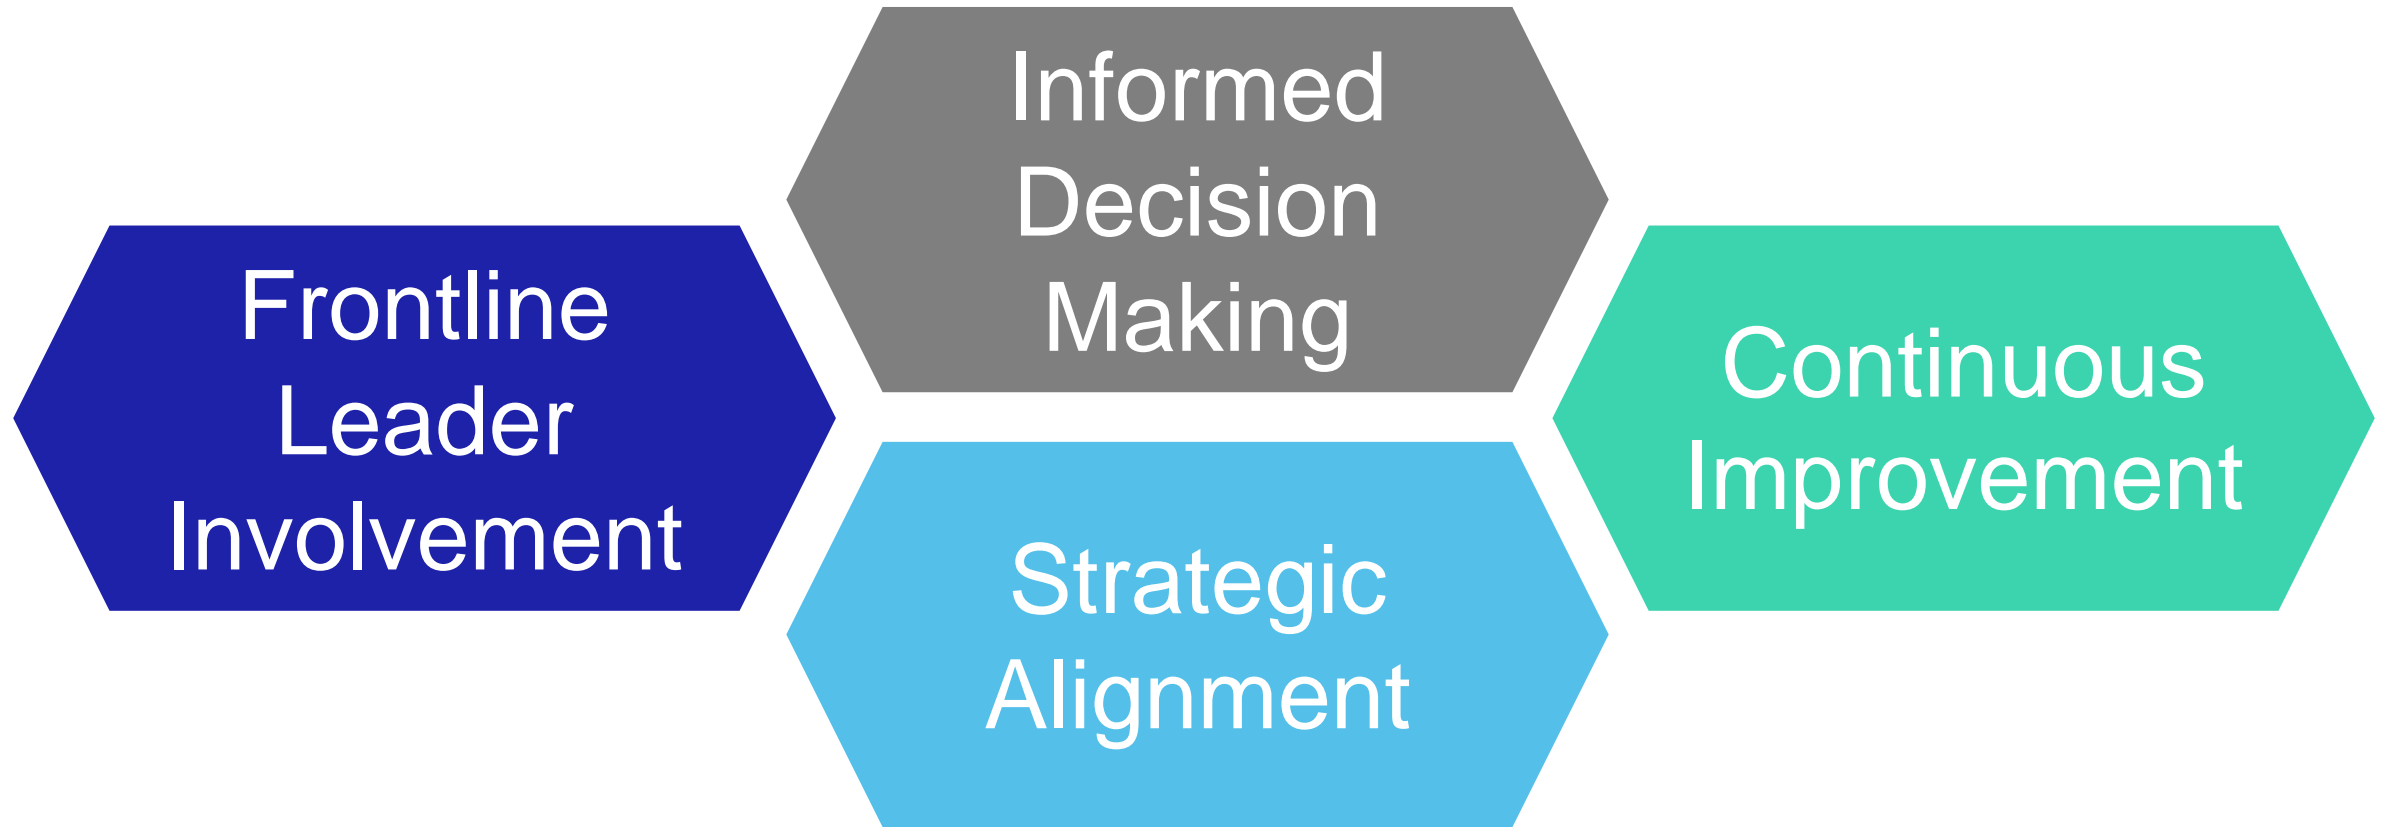 Frontline
Leader
Involvement
Informed
Decision
Making
Strategic
Alignment
Continuous
Improvement